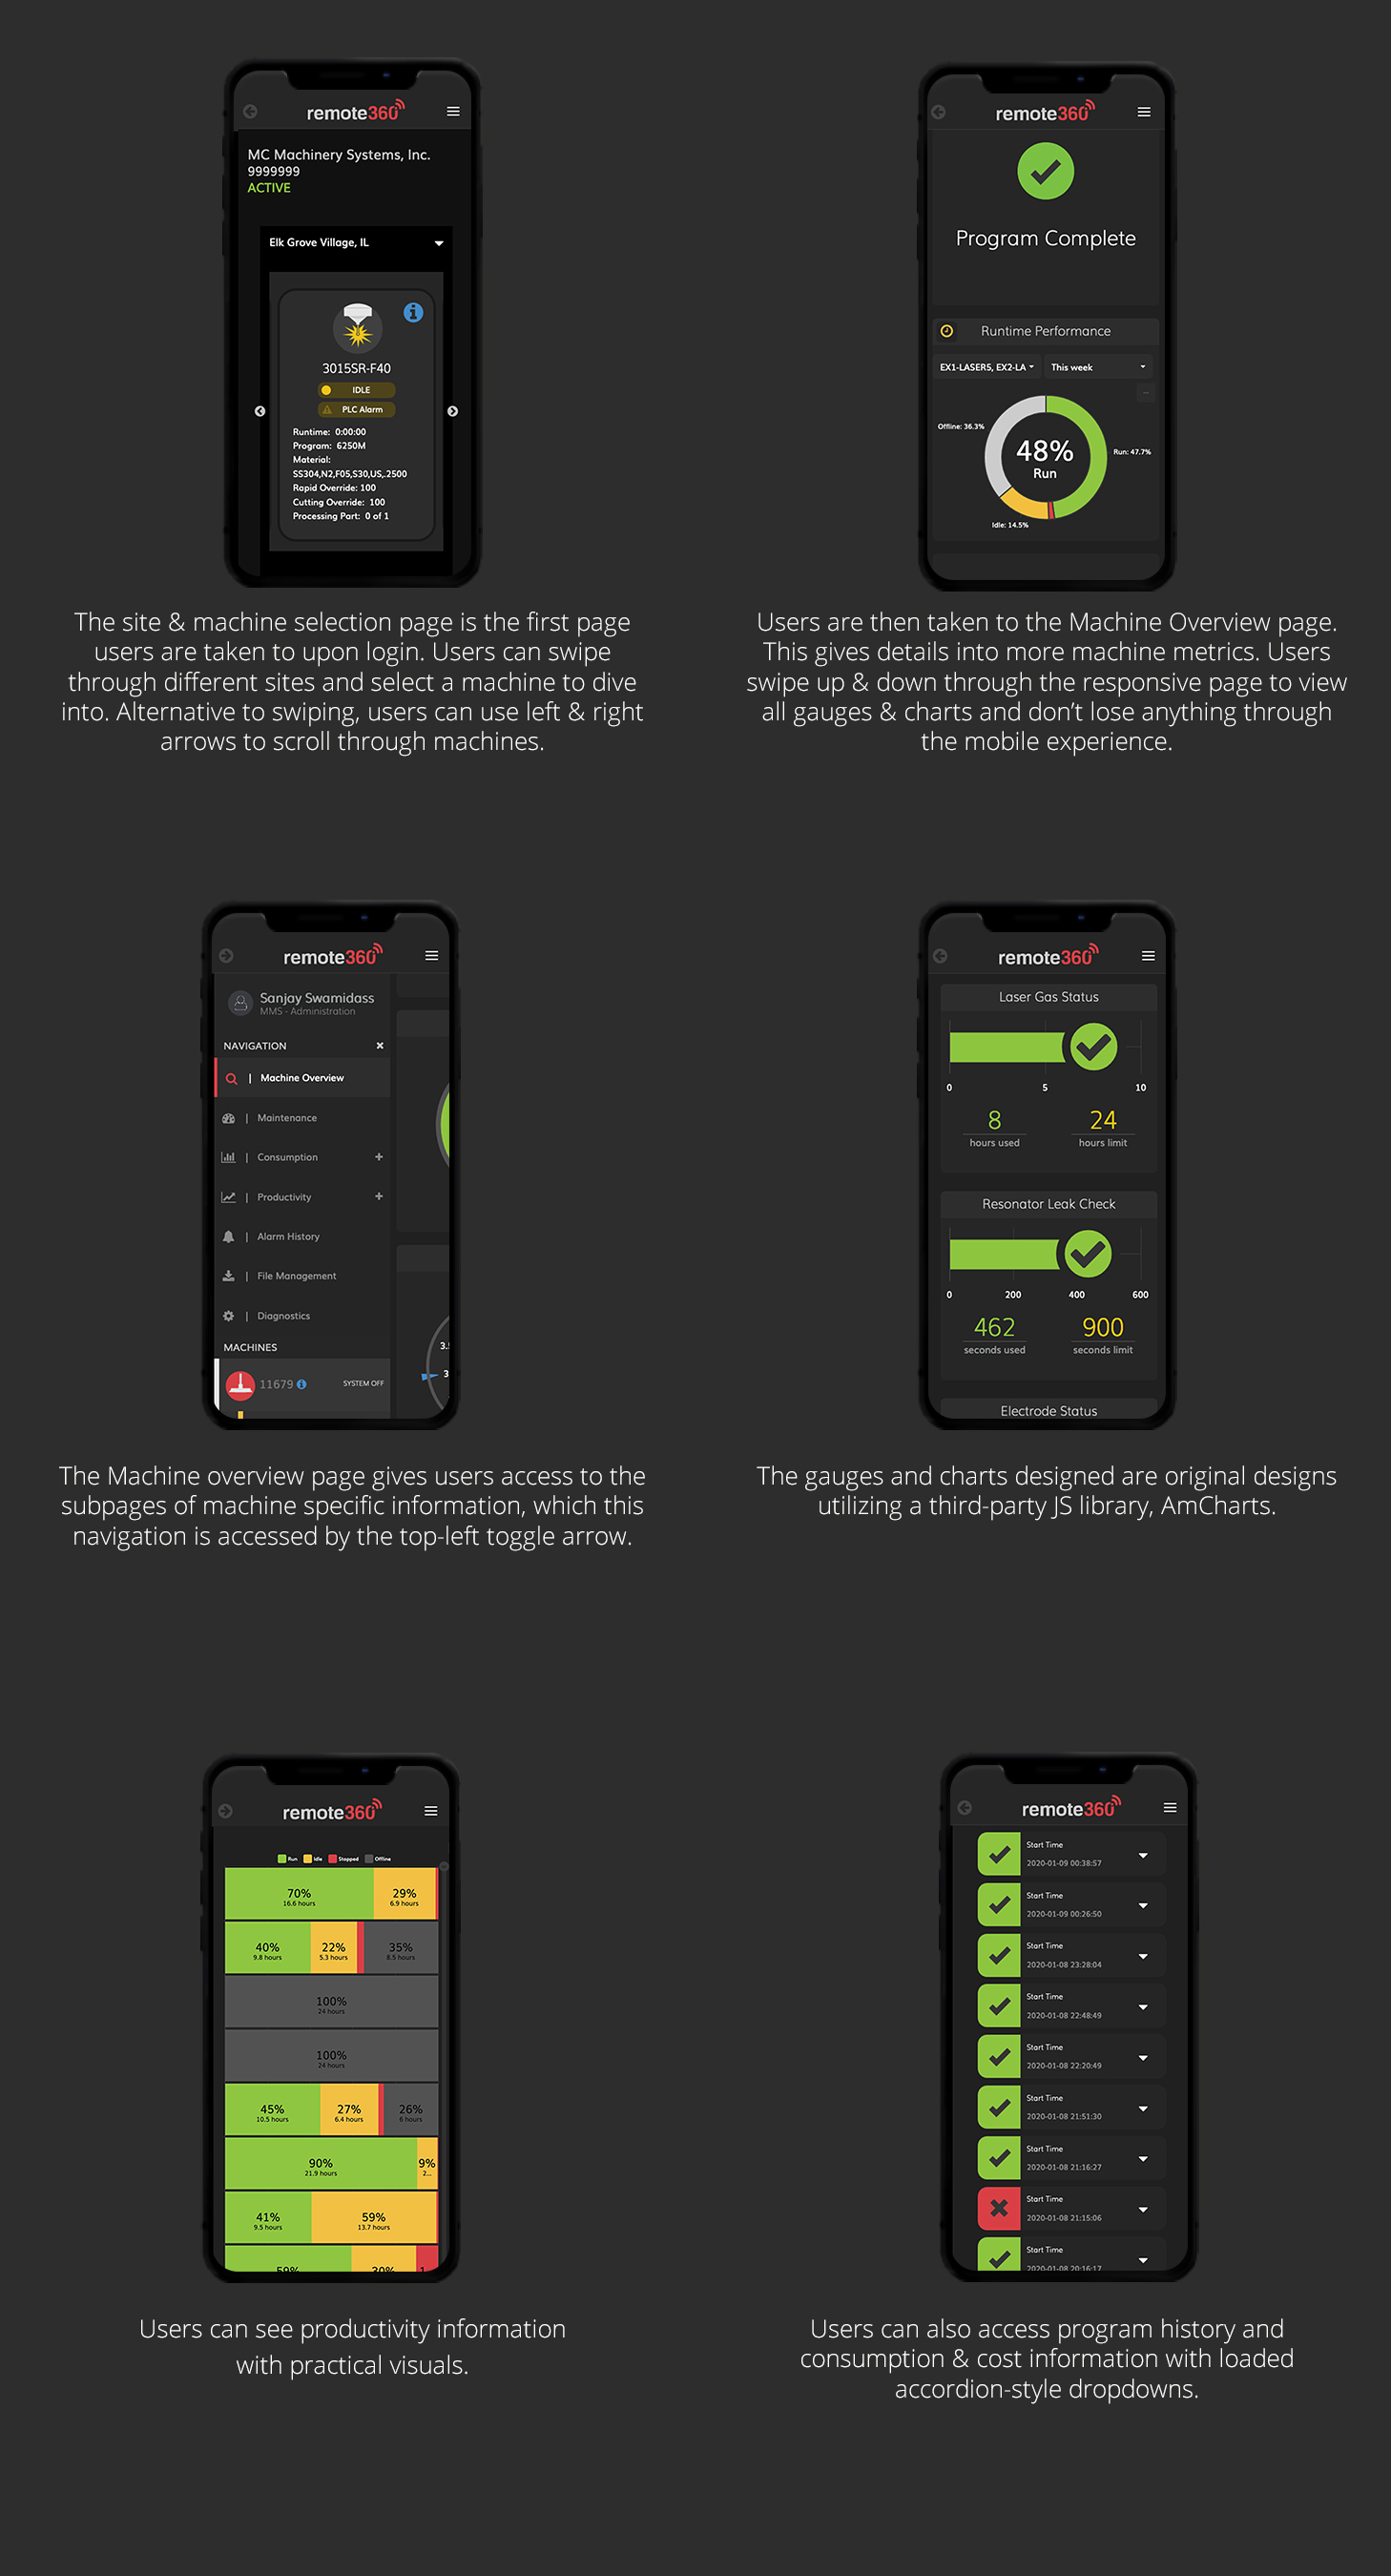 remote360
MC Machinery Systems, Inc.
9999999
ACTIVE
Elk Grove Village, IL
3015SR-F40
IDLE
PLC Alarm
Runtime: 0:00:00
Program: 6250M
Material:
SS304,N2,F05,S30,US,.2500
Rapid Override: 100
Cutting Override: 100
Processing Part: 0 of 1
The site & machine selection page is the first page
users are taken to upon login. Users can swipe
through different sites and select a machine to dive
into. Alternative to swiping, users can use left & right
arrows to scroll through machines.
remote360
Program Complete
Runtime Performance
EX1-LASER5, EX2-LA
This week
Offline: 36.3%
48%
Run
Run: 47.7%
Idle: 14.5%
Users are then taken to the Machine Overview page.
This gives details into more machine metrics. Users
swipe up & down through the responsive page to view
all gauges & charts and don’t lose anything through
the mobile experience.
remote360
Sanjay Swamidass
MMS - Administration
NAVIGATION
| Machine Overview
| Maintenance
| Consumption +
| Productivity +
| Alarm History
| File Management
| Diagnostics
MACHINES
11679 SYSTEM OFF
3
The Machine overview page gives users access to the
subpages of machine specific information, which this
navigation is accessed by the top-left toggle arrow.
remote360
Laser Gas Status
0 5 10
8 24
hours used hours limit
Resonator Leak Check
0 200 400 600
462 900
seconds used seconds limit
Electrode Status
The gauges and charts designed are original designs
utilizing a third-party JS library, AmCharts.
remote360
Run Idle Stopped Offline
70% 29%
16.6 hours 6.9 hours
40% 22% 35%
9.8 hours 5.3 hours 8.5 hours
100%
24 hours
100%
24 hours
45% 27% 26%
10.5 hours 6.4 hours 6 hours
90% 9%
21.9 hours 2...
41% 59%
9.5 hours 13.7 hours
59% 30%
Users can see productivity information
with practical visuals.
remote360
Start Time
2020-01-09 00:38:57
Start Time
2020-01-09 00:26:50
Start Time
2020-01-08 23:28:04
Start Time
2020-01-08 22:48:49
Start Time
2020-01-08 22:20:49
Start Time
2020-01-08 21:51:30
Start Time
2020-01-08 21:16:27
Start Time
2020-01-08 21:15:06
Start Time
2020-01-08 20:16:17
Users can also access program history and
consumption & cost information with loaded
accordion-style dropdowns.